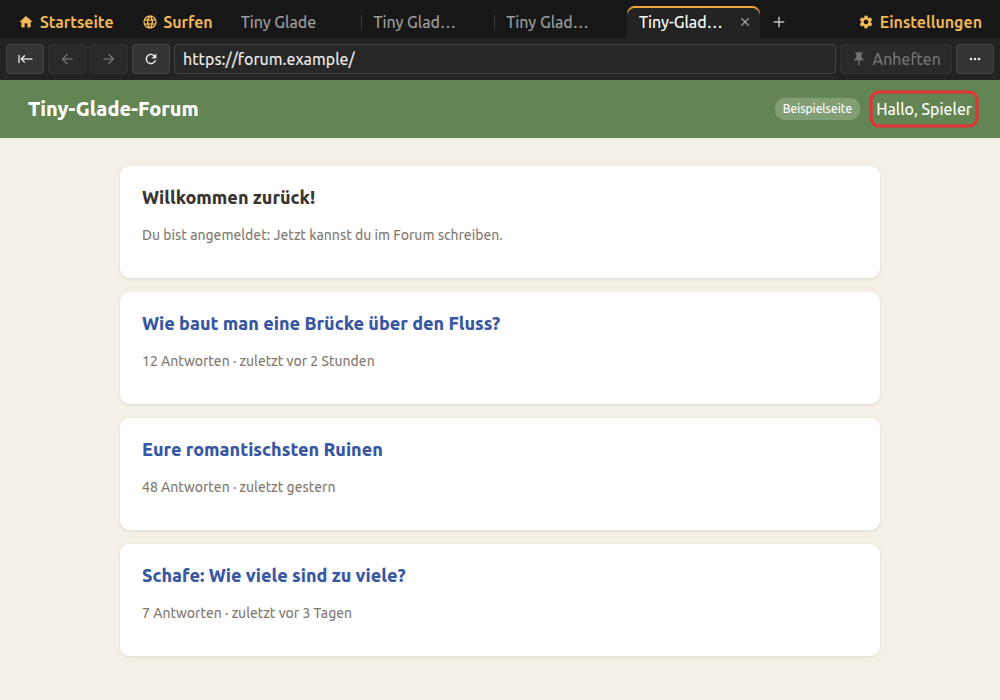 Startseite Surfen Tiny Glade Tiny Glad… Tiny Glad… Tiny-Glad… Einstellungen
https://forum.example/ Anheften
Tiny-Glade-Forum Beispielseite Hallo, Spieler
Willkommen zurück!
Du bist angemeldet: Jetzt kannst du im Forum schreiben.
Wie baut man eine Brücke über den Fluss?
12 Antworten · zuletzt vor 2 Stunden
Eure romantischsten Ruinen
48 Antworten · zuletzt gestern
Schafe: Wie viele sind zu viele?
7 Antworten · zuletzt vor 3 Tagen